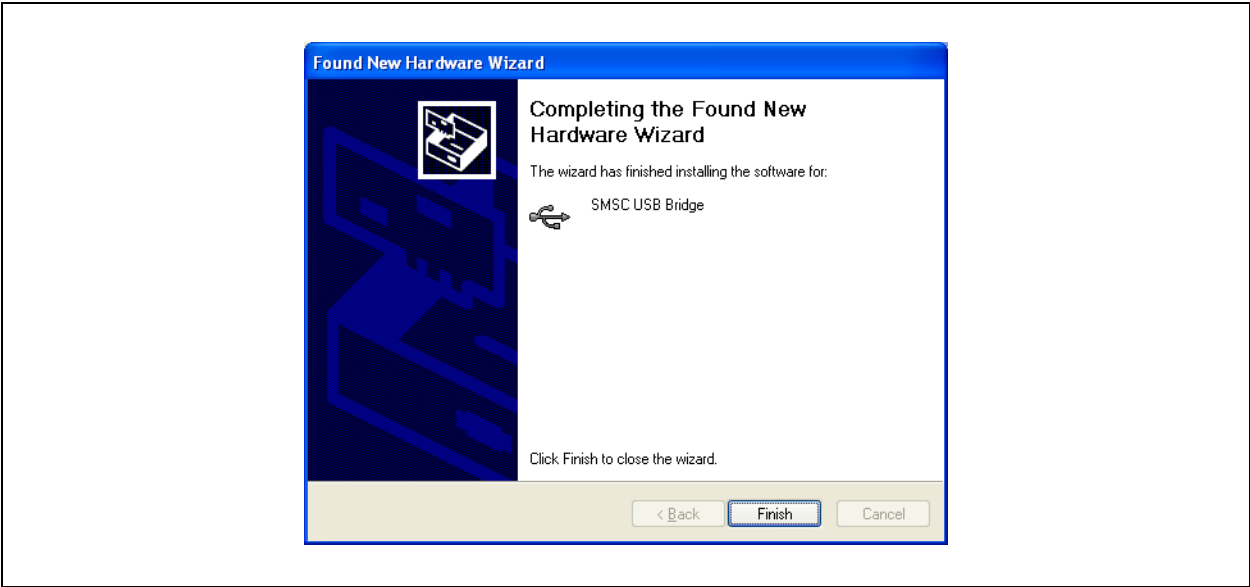 Found New Hardware Wizard
Completing the Found New
Hardware Wizard
The wizard has finished installing the software for:
SMSC USB Bridge
Click Finish to close the wizard.
< Back
Finish
Cancel